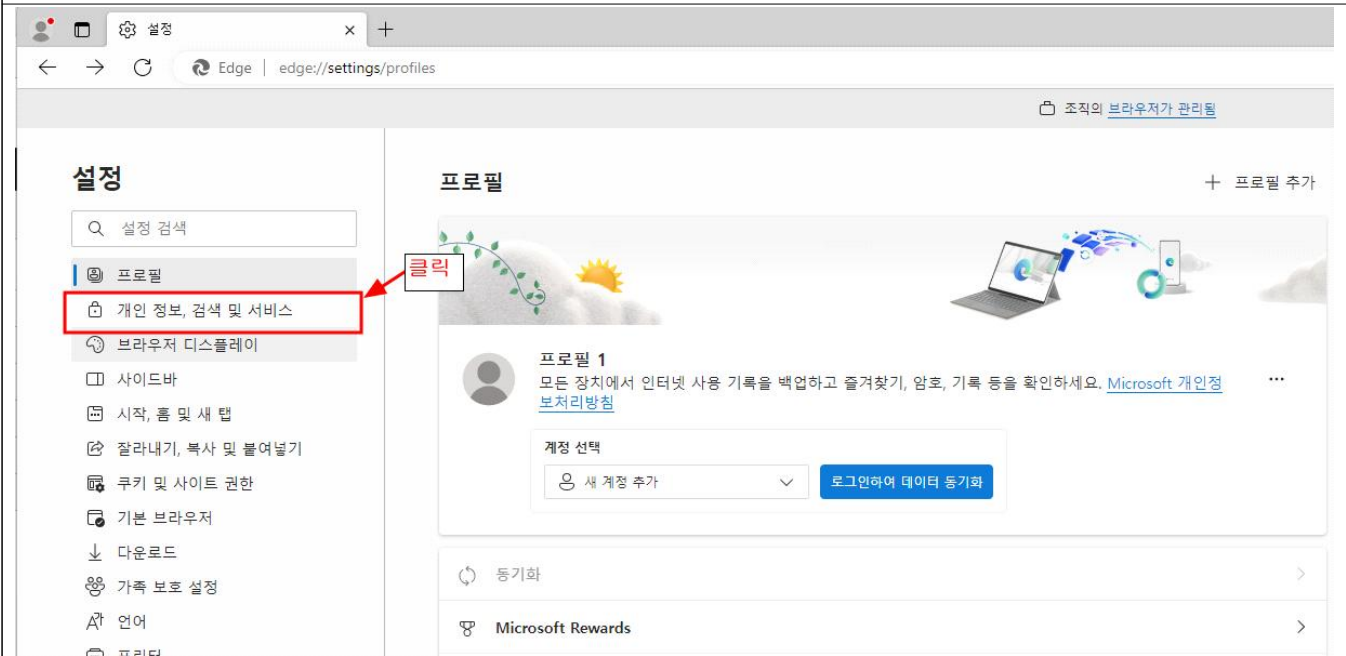 설정
Edge | edge://settings/profiles
조직의 브라우저가 관리됨
설정
설정 검색
프로필
개인 정보, 검색 및 서비스
브라우저 디스플레이
사이드바
시작, 홈 및 새 탭
잘라내기, 복사 및 붙여넣기
쿠키 및 사이트 권한
기본 브라우저
다운로드
가족 보호 설정
언어
프린터
클릭
프로필
프로필 추가
프로필 1
모든 장치에서 인터넷 사용 기록을 백업하고 즐겨찾기, 암호, 기록 등을 확인하세요. Microsoft 개인정
보처리방침
계정 선택
새 계정 추가
로그인하여 데이터 동기화
동기화
Microsoft Rewards